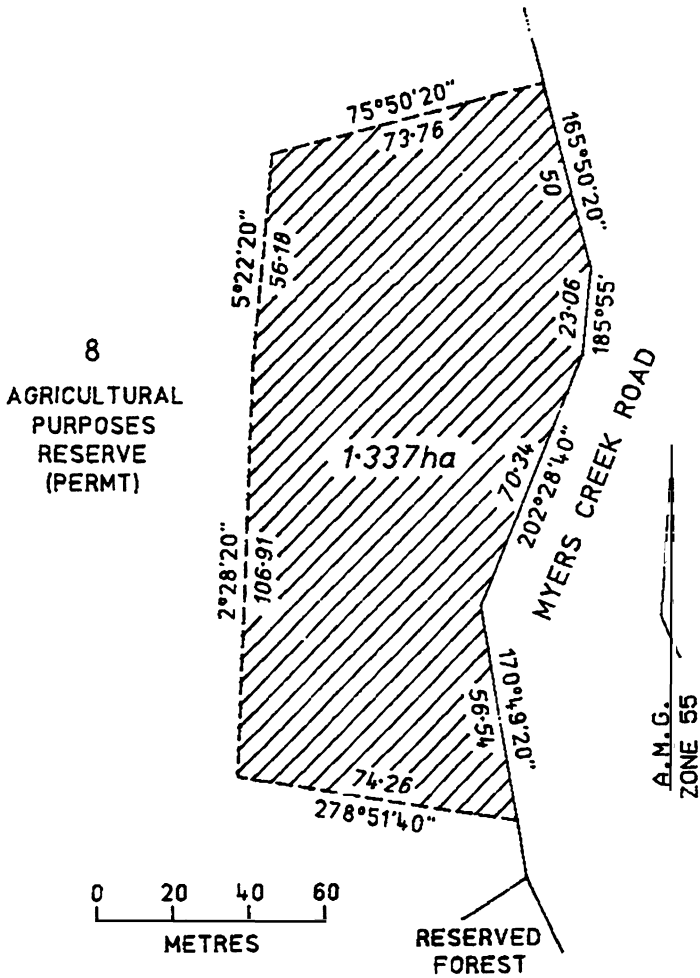 75°50'20"
73·76
165°50'20"
50
5°22'20"
56·18
23·06
185°55'
8
AGRICULTURAL
PURPOSES
RESERVE
(PERMT)
1·337ha
70·34
202°28'40"
MYERS CREEK ROAD
2°28'20"
106·91
170°49'20"
56·54
74·26
278°51'40"
A.M.G.
ZONE 55
0 20 40 60
METRES
RESERVED
FOREST